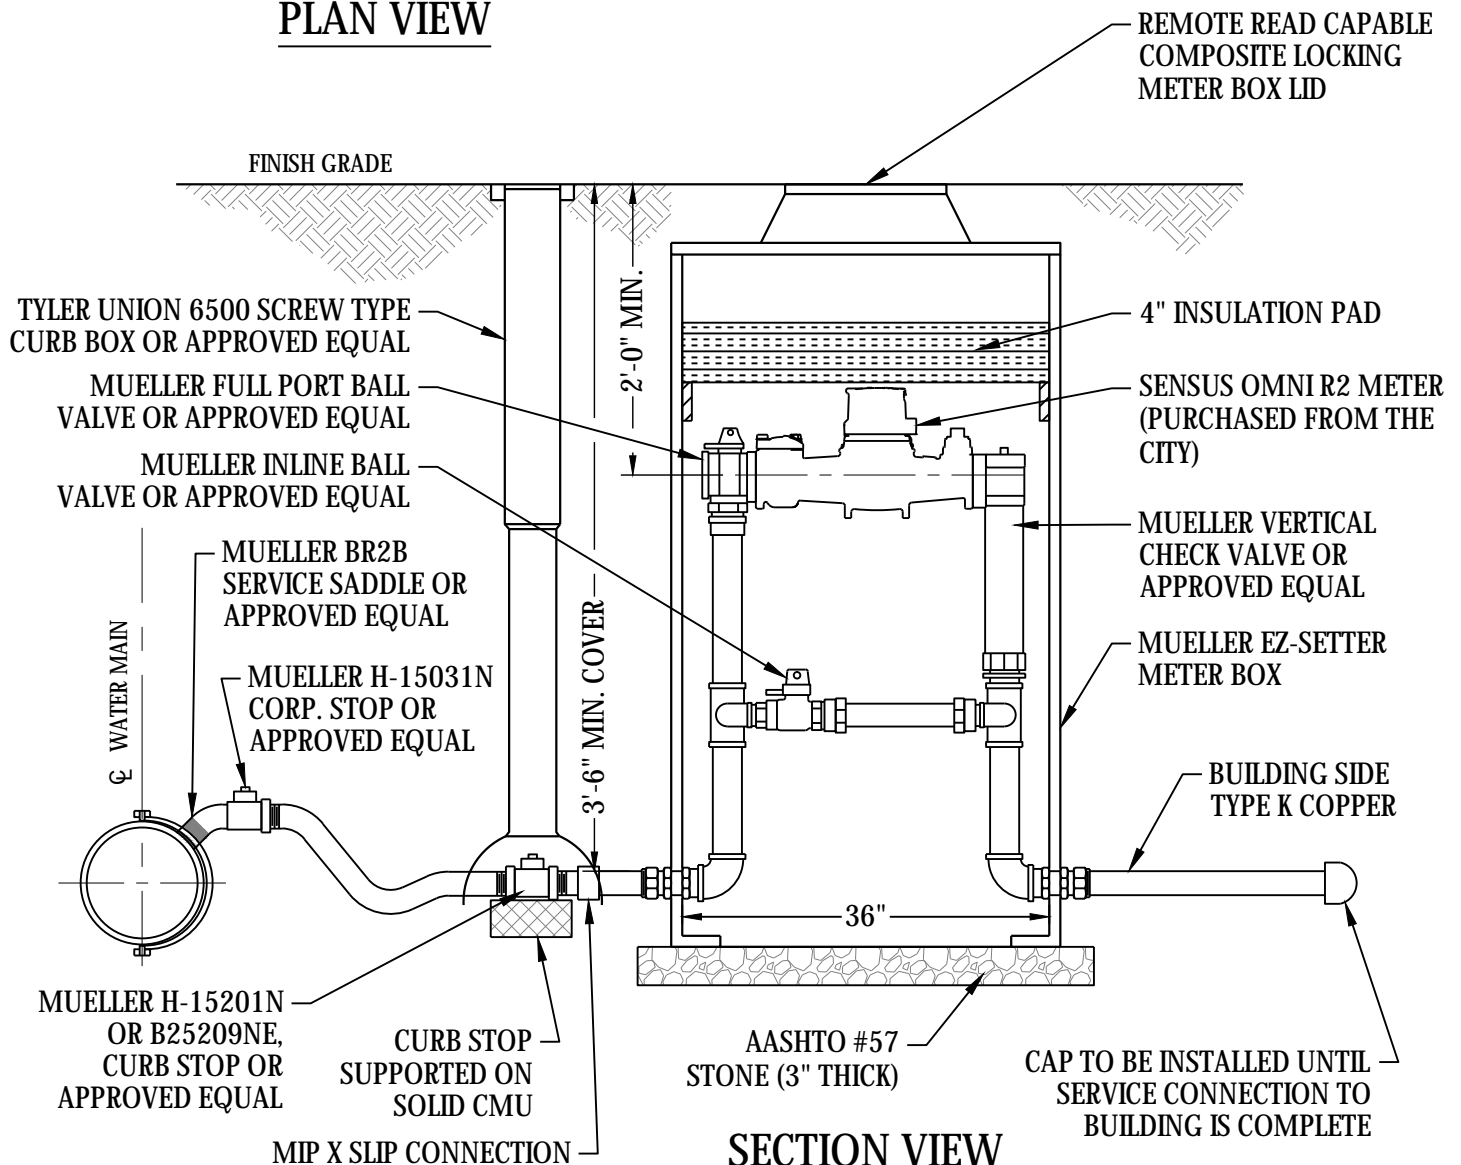 PLAN VIEW
REMOTE READ CAPABLE
COMPOSITE LOCKING
METER BOX LID
FINISH GRADE
TYLER UNION 6500 SCREW TYPE
CURB BOX OR APPROVED EQUAL
MUELLER FULL PORT BALL
VALVE OR APPROVED EQUAL
MUELLER INLINE BALL
VALVE OR APPROVED EQUAL
2'-0" MIN.
4" INSULATION PAD
SENSUS OMNI R2 METER
(PURCHASED FROM THE
CITY)
MUELLER VERTICAL
CHECK VALVE OR
APPROVED EQUAL
MUELLER BR2B
SERVICE SADDLE OR
APPROVED EQUAL
℄ WATER MAIN
MUELLER H-15031N
CORP. STOP OR
APPROVED EQUAL
3'-6" MIN. COVER
MUELLER EZ-SETTER
METER BOX
BUILDING SIDE
TYPE K COPPER
36"
MUELLER H-15201N
OR B25209NE,
CURB STOP OR
APPROVED EQUAL
CURB STOP
SUPPORTED ON
SOLID CMU
MIP X SLIP CONNECTION
AASHTO #57
STONE (3" THICK)
CAP TO BE INSTALLED UNTIL
SERVICE CONNECTION TO
BUILDING IS COMPLETE
SECTION VIEW